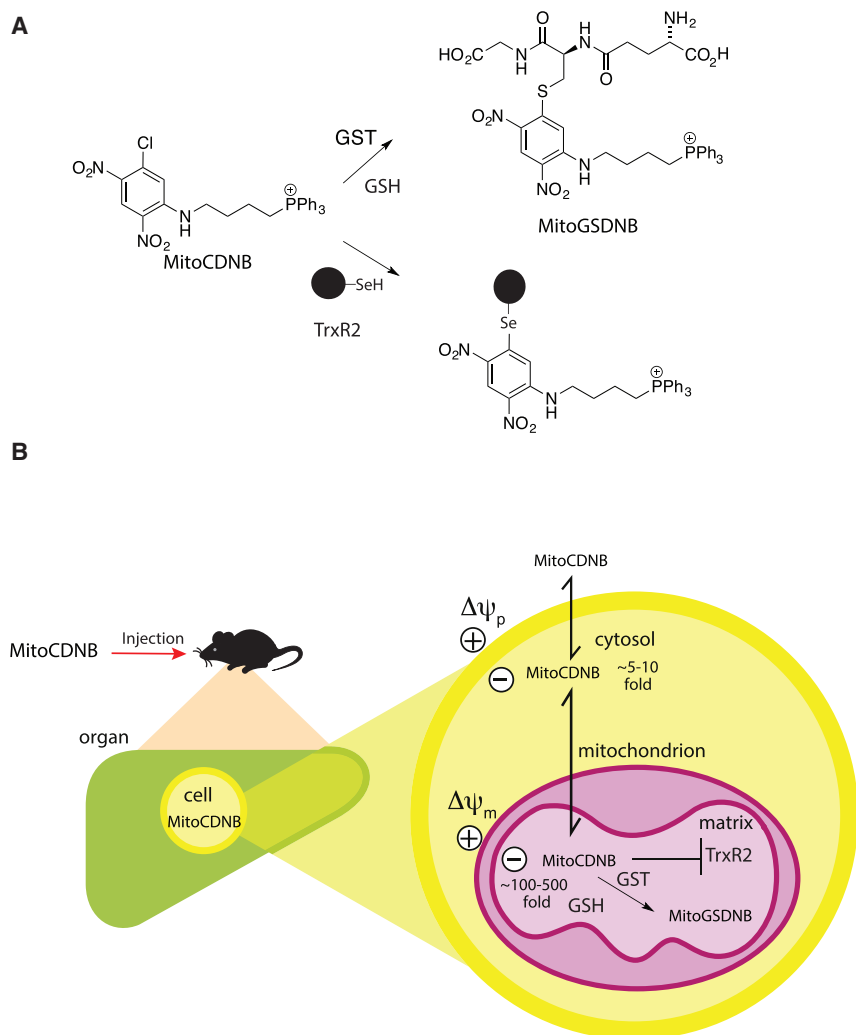 A
O
NH2
HO2C
N
H
H
N
O
CO2H
S
Cl
O2N
O2N
GST
GSH
N
H
PPh3
+
NO2
MitoGSDNB
N
H
PPh3
+
NO2
MitoCDNB
SeH
TrxR2
Se
O2N
N
H
PPh3
+
NO2
B
MitoCDNB
Δψp
+
cytosol
MitoCDNB
Injection
−
MitoCDNB
~5-10
fold
organ
mitochondrion
cell
MitoCDNB
Δψm
+
matrix
−
MitoCDNB
TrxR2
~100-500
fold
GST
GSH
MitoGSDNB